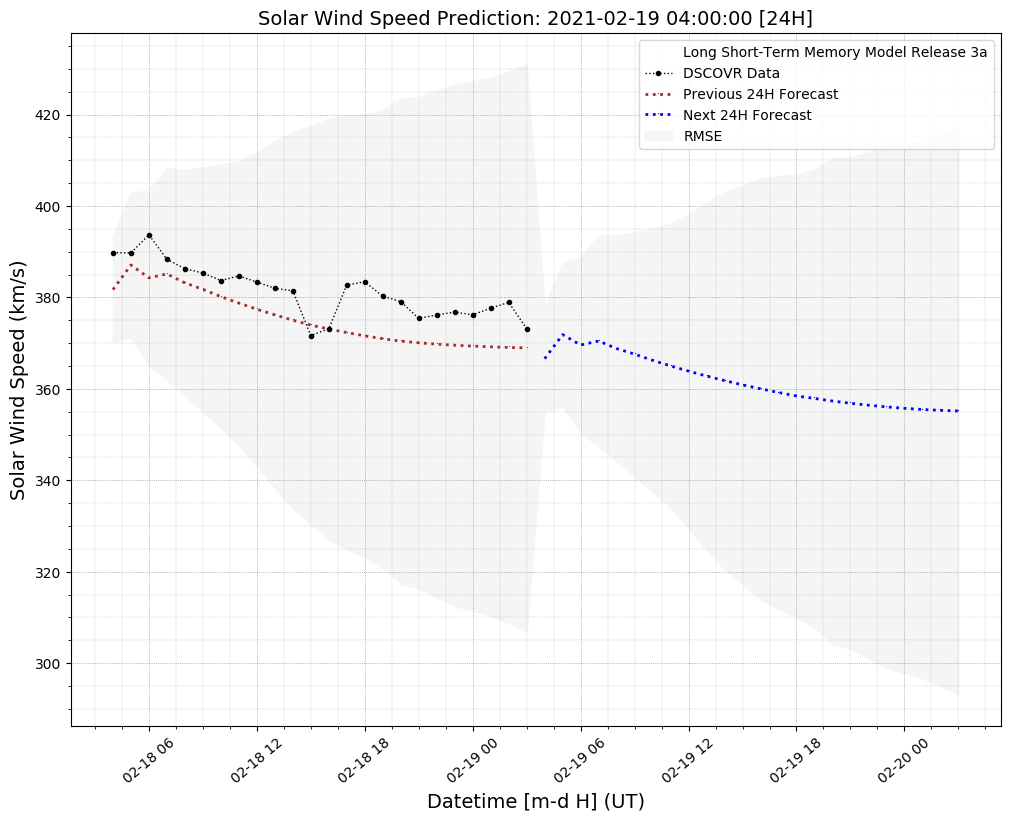 Solar Wind Speed Prediction: 2021-02-19 04:00:00 [24H]
Long Short-Term Memory Model Release 3a
DSCOVR Data
Previous 24H Forecast
Next 24H Forecast
RMSE
Solar Wind Speed (km/s)
420
400
380
360
340
320
300
02-18 06
02-18 12
02-18 18
02-19 00
02-19 06
02-19 12
02-19 18
02-20 00
Datetime [m-d H] (UT)